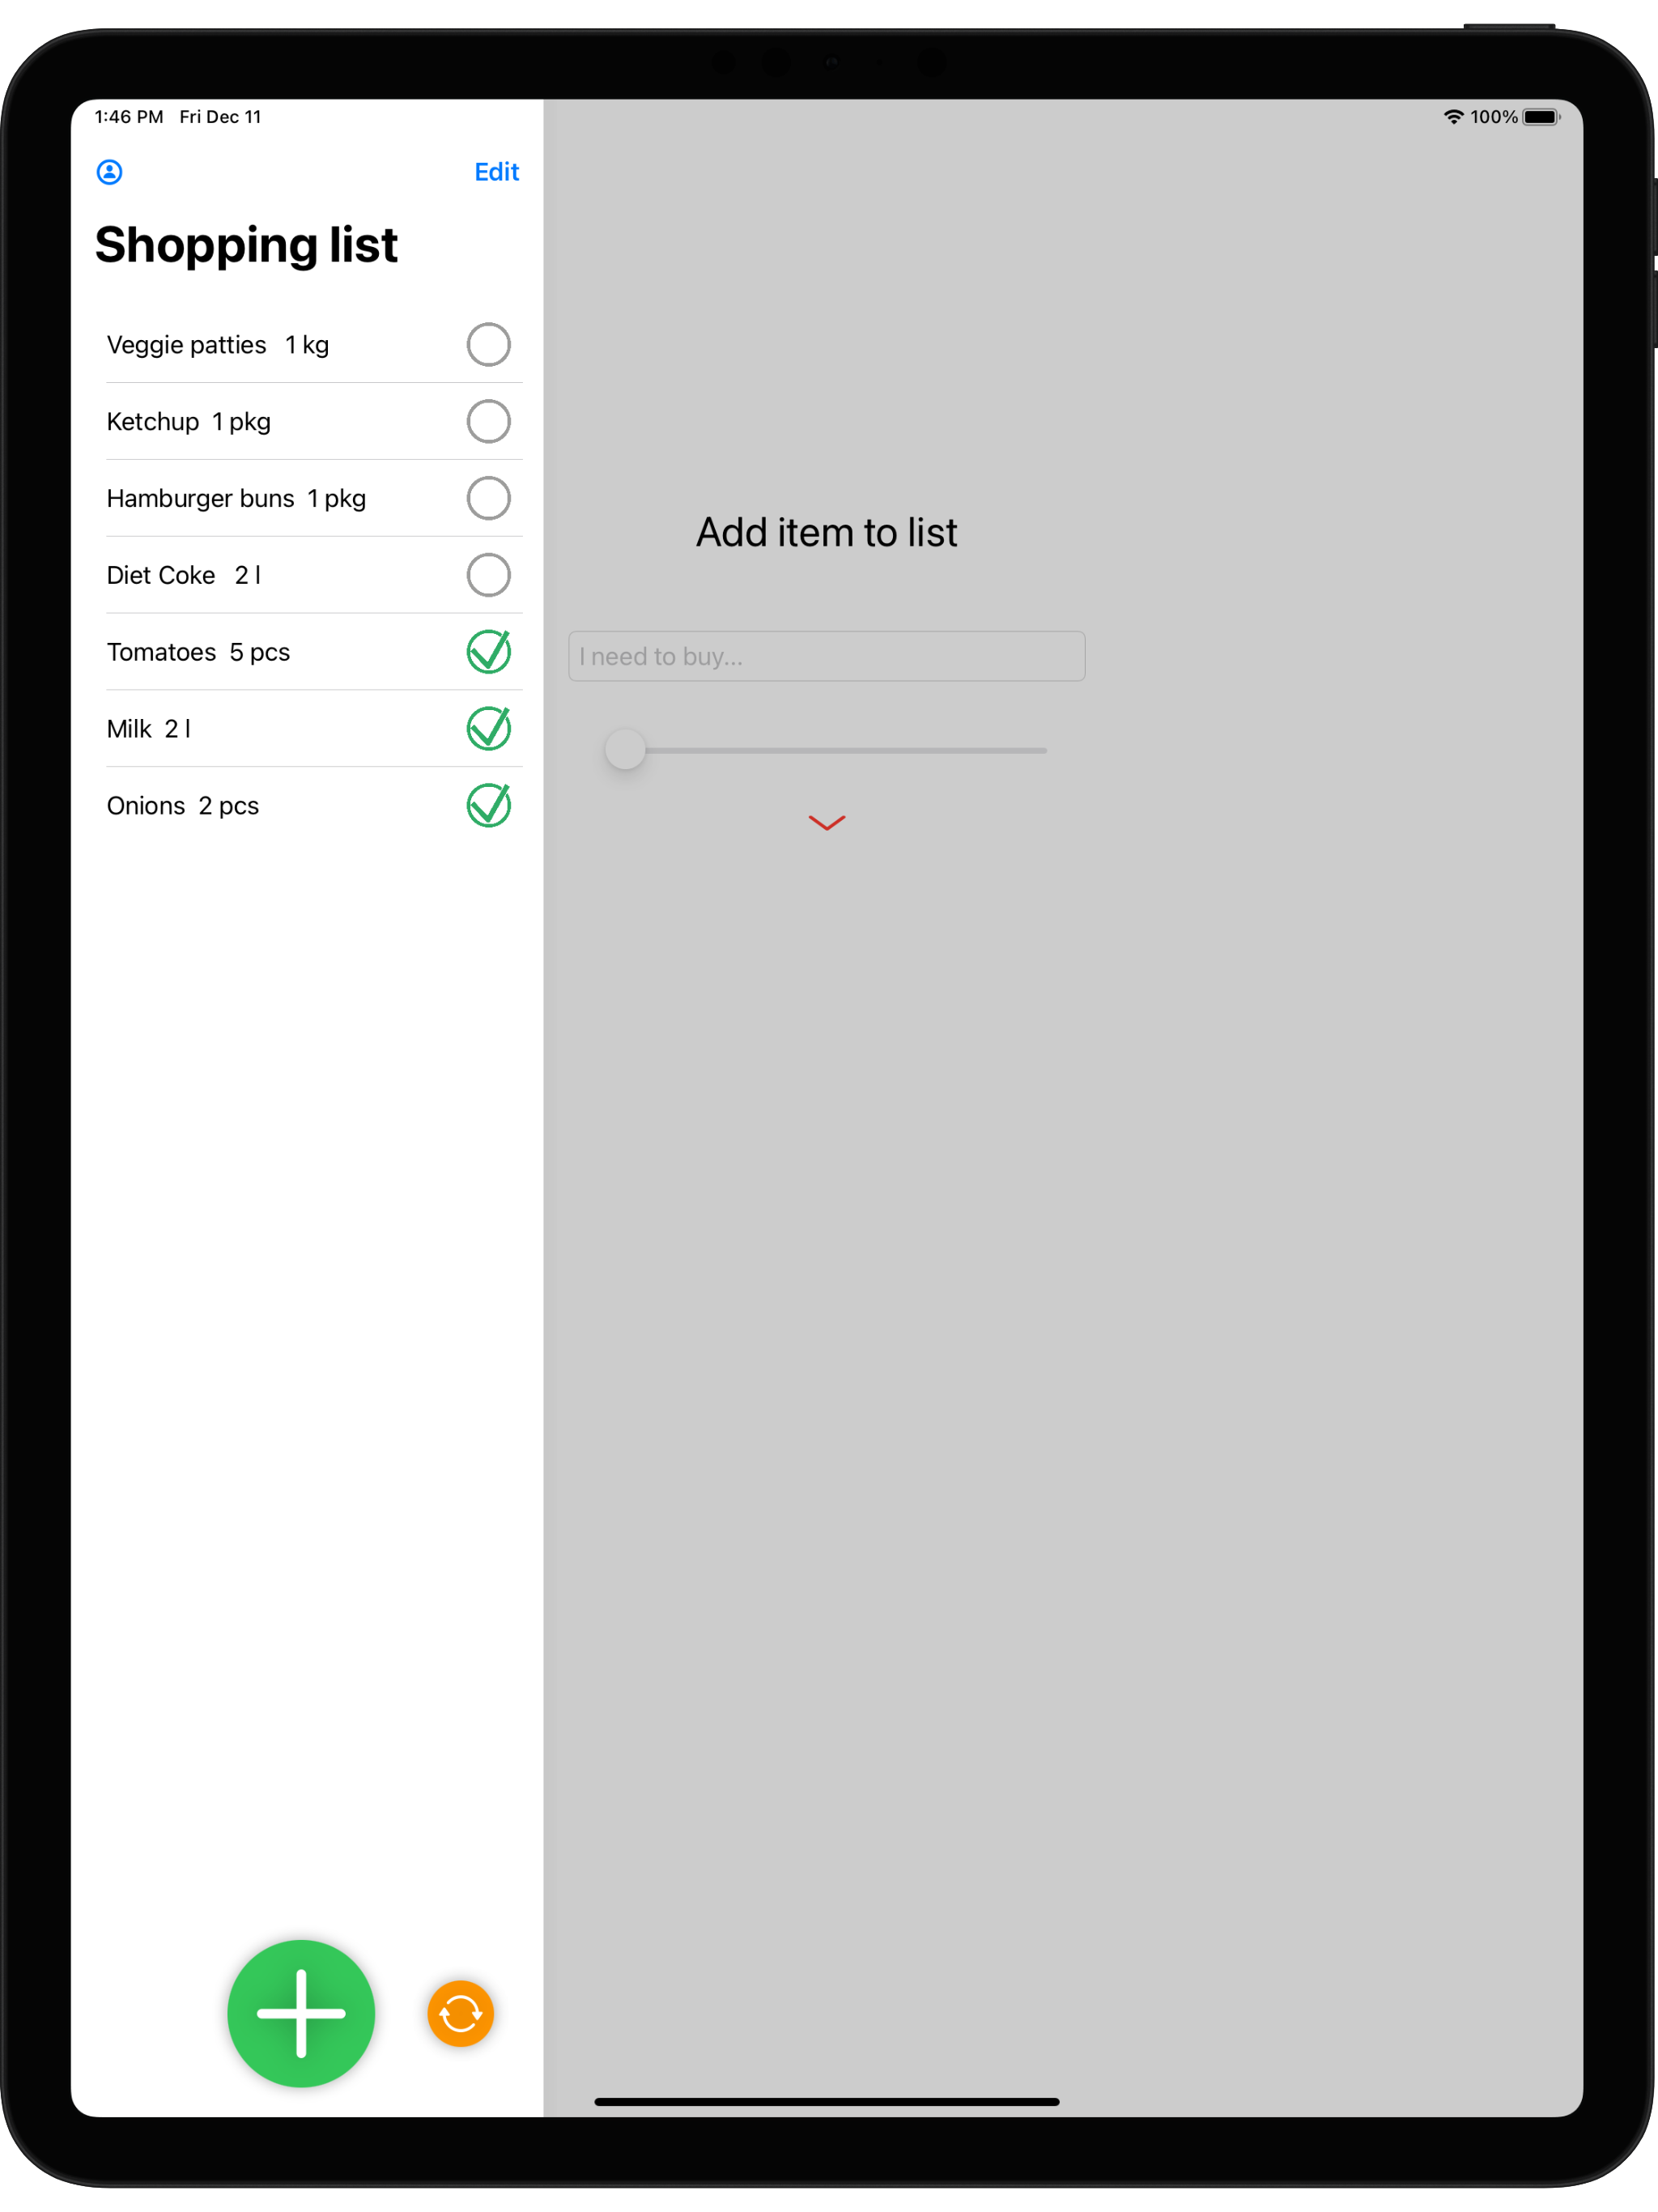 1:46 PM Fri Dec 11
100%
Edit
Shopping list
Veggie patties 1 kg
Ketchup 1 pkg
Hamburger buns 1 pkg
Diet Coke 2 l
Tomatoes 5 pcs
Milk 2 l
Onions 2 pcs
Add item to list
I need to buy...